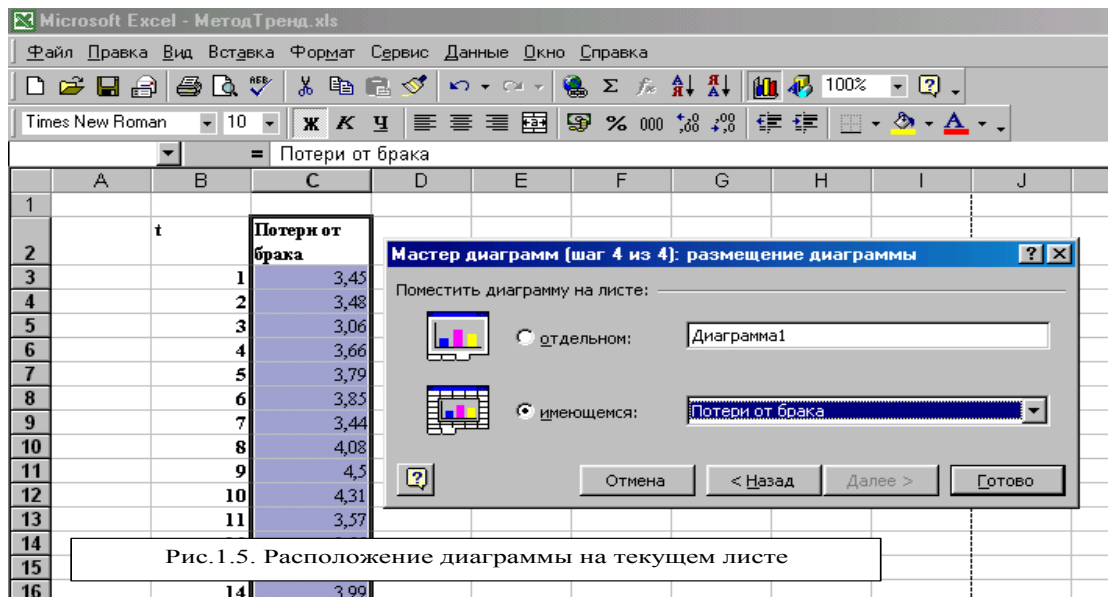 Microsoft Excel - МетодТренд.xls
Файл Правка Вид Вставка Формат Сервис Данные Окно Справка
100%
Times New Roman 10 Ж К Ч % 000
= Потери от брака
A B C D E F G H I J
1
2 t Потери от брака
3 1 3,45
4 2 3,48
5 3 3,06
6 4 3,66
7 5 3,79
8 6 3,85
9 7 3,44
10 8 4,08
11 9 4,5
12 10 4,31
13 11 3,57
14
15
16 14 3,99
Мастер диаграмм (шаг 4 из 4): размещение диаграммы
Поместить диаграмму на листе:
отдельном: Диаграмма1
имеющемся: Потери от брака
Отмена < Назад Далее > Готово
Рис.1.5. Расположение диаграммы на текущем листе